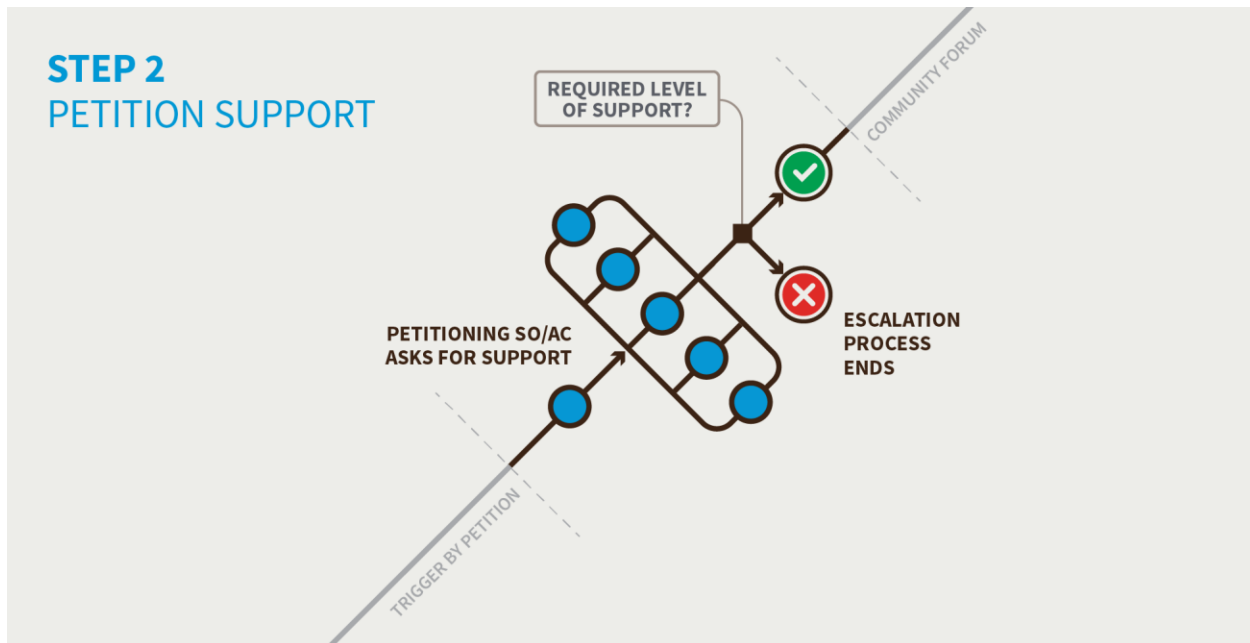 STEP 2
PETITION SUPPORT
REQUIRED LEVEL
OF SUPPORT?
COMMUNITY FORUM
PETITIONING SO/AC
ASKS FOR SUPPORT
ESCALATION
PROCESS
ENDS
TRIGGER BY PETITION